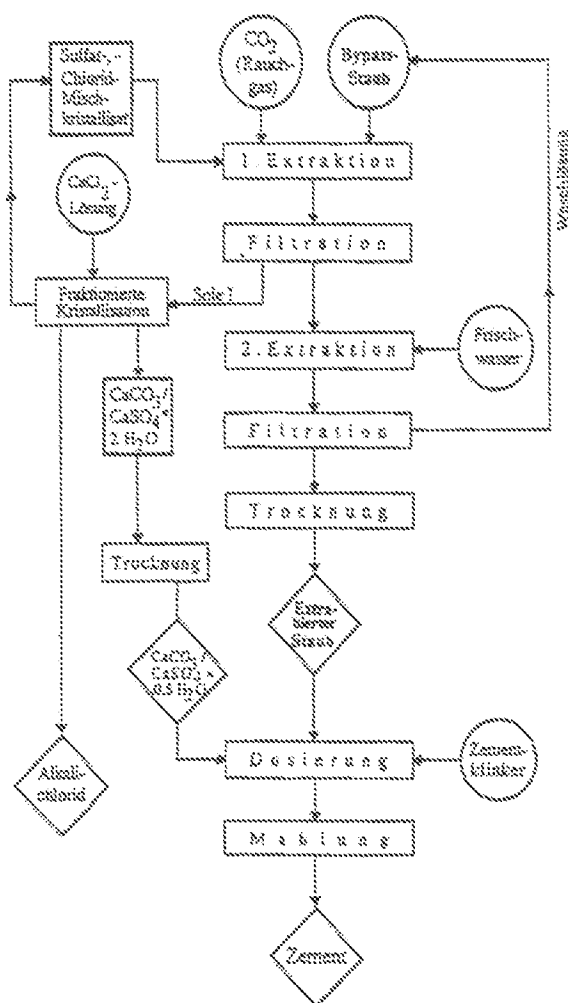 Sulfat-,
Chlorid-
Misch-
kristallisat
CO2
(Rauch-
gas)
Bypass-
Staub
1. Extraktion
Waschlösung
CaCl2-
Lösung
Filtration
Fraktionierte
Kristallisation
Sole 1
2. Extraktion
Frisch-
wasser
CaCO3/
CaSO4 *
2 H2O
Filtration
Trocknung
Trocknung
Extra-
hierter
Staub
CaCO3 /
CaSO4 *
0.5 H2O
Alkali-
chlorid
Dosierung
Zement-
klinker
Mahlung
Zement